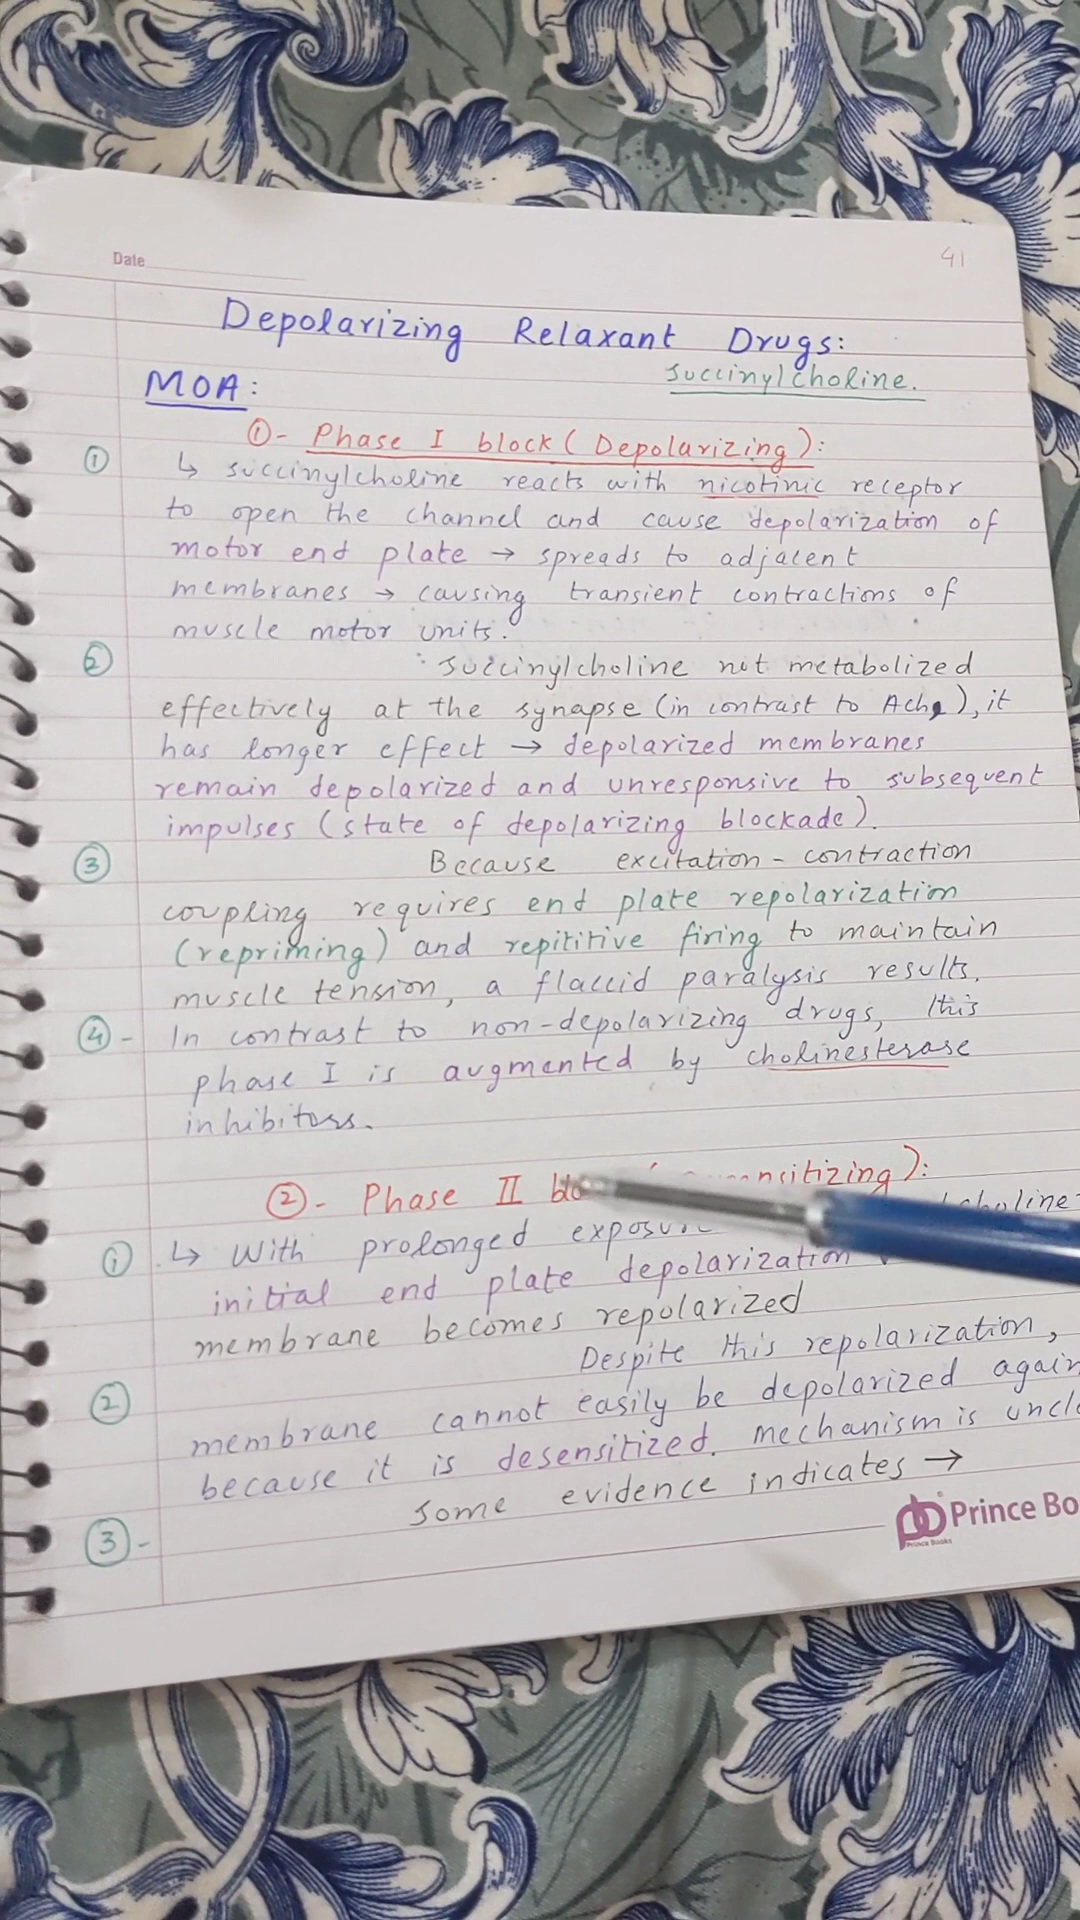 Date
41
Depolarizing Relaxant Drugs:
Succinylcholine.
MOA:
①- Phase I block (Depolarizing):
① ↳ succinylcholine reacts with nicotinic receptor
to open the channel and cause depolarization of
motor end plate → spreads to adjacent
membranes → causing transient contractions of
muscle motor units.
② Succinylcholine not metabolized
effectively at the synapse (in contrast to Ach), it
has longer effect → depolarized membranes
remain depolarized and unresponsive to subsequent
impulses (state of depolarizing blockade).
③ Because excitation - contraction
coupling requires end plate repolarization
(repriming) and repititive firing to maintain
muscle tension, a flaccid paralysis results.
④- In contrast to non-depolarizing drugs, this
phase I is augmented by cholinesterase
inhibitors.
②- Phase II
① ↳ With prolonged
initial end plate depolarization
membrane becomes repolarized
② Despite this repolarization,
membrane cannot easily be depolarized again
because it is desensitized. mechanism is
③- Some evidence indicates →
Prince
Prince Books